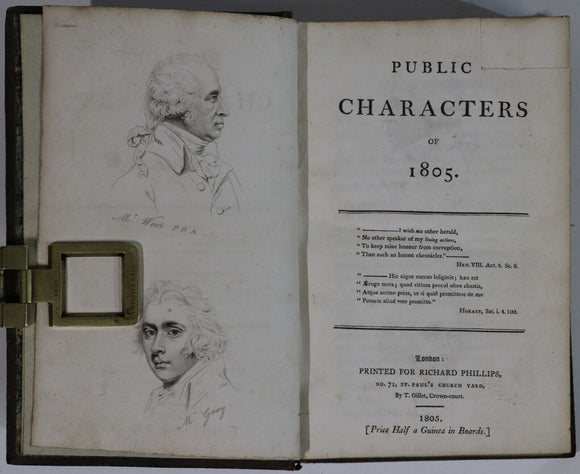 Mr West P.R.A
Mr Grey
PUBLIC
CHARACTERS
OF
1805.
" ————I wish no other herald,
" No other speaker of my living actions,
" To keep mine honour from corruption,
" Than such an honest chronicler."———
HEN. VIII. Act. 4. Sc. 2.
" ———— Hic nigræ succus loliginis; hæc est
" Ærugo mera; quod vitium procul afore chartis,
" Atque animo prius, ut si quid promittere de me
" Possum aliud vere promitto."
HORACE, Sat. i. 4. 100.
London:
PRINTED FOR RICHARD PHILLIPS,
NO. 71, ST. PAUL'S CHURCH YARD,
By T. Gillet, Crown-court.
1805.
[Price Half a Guinea in Boards.]